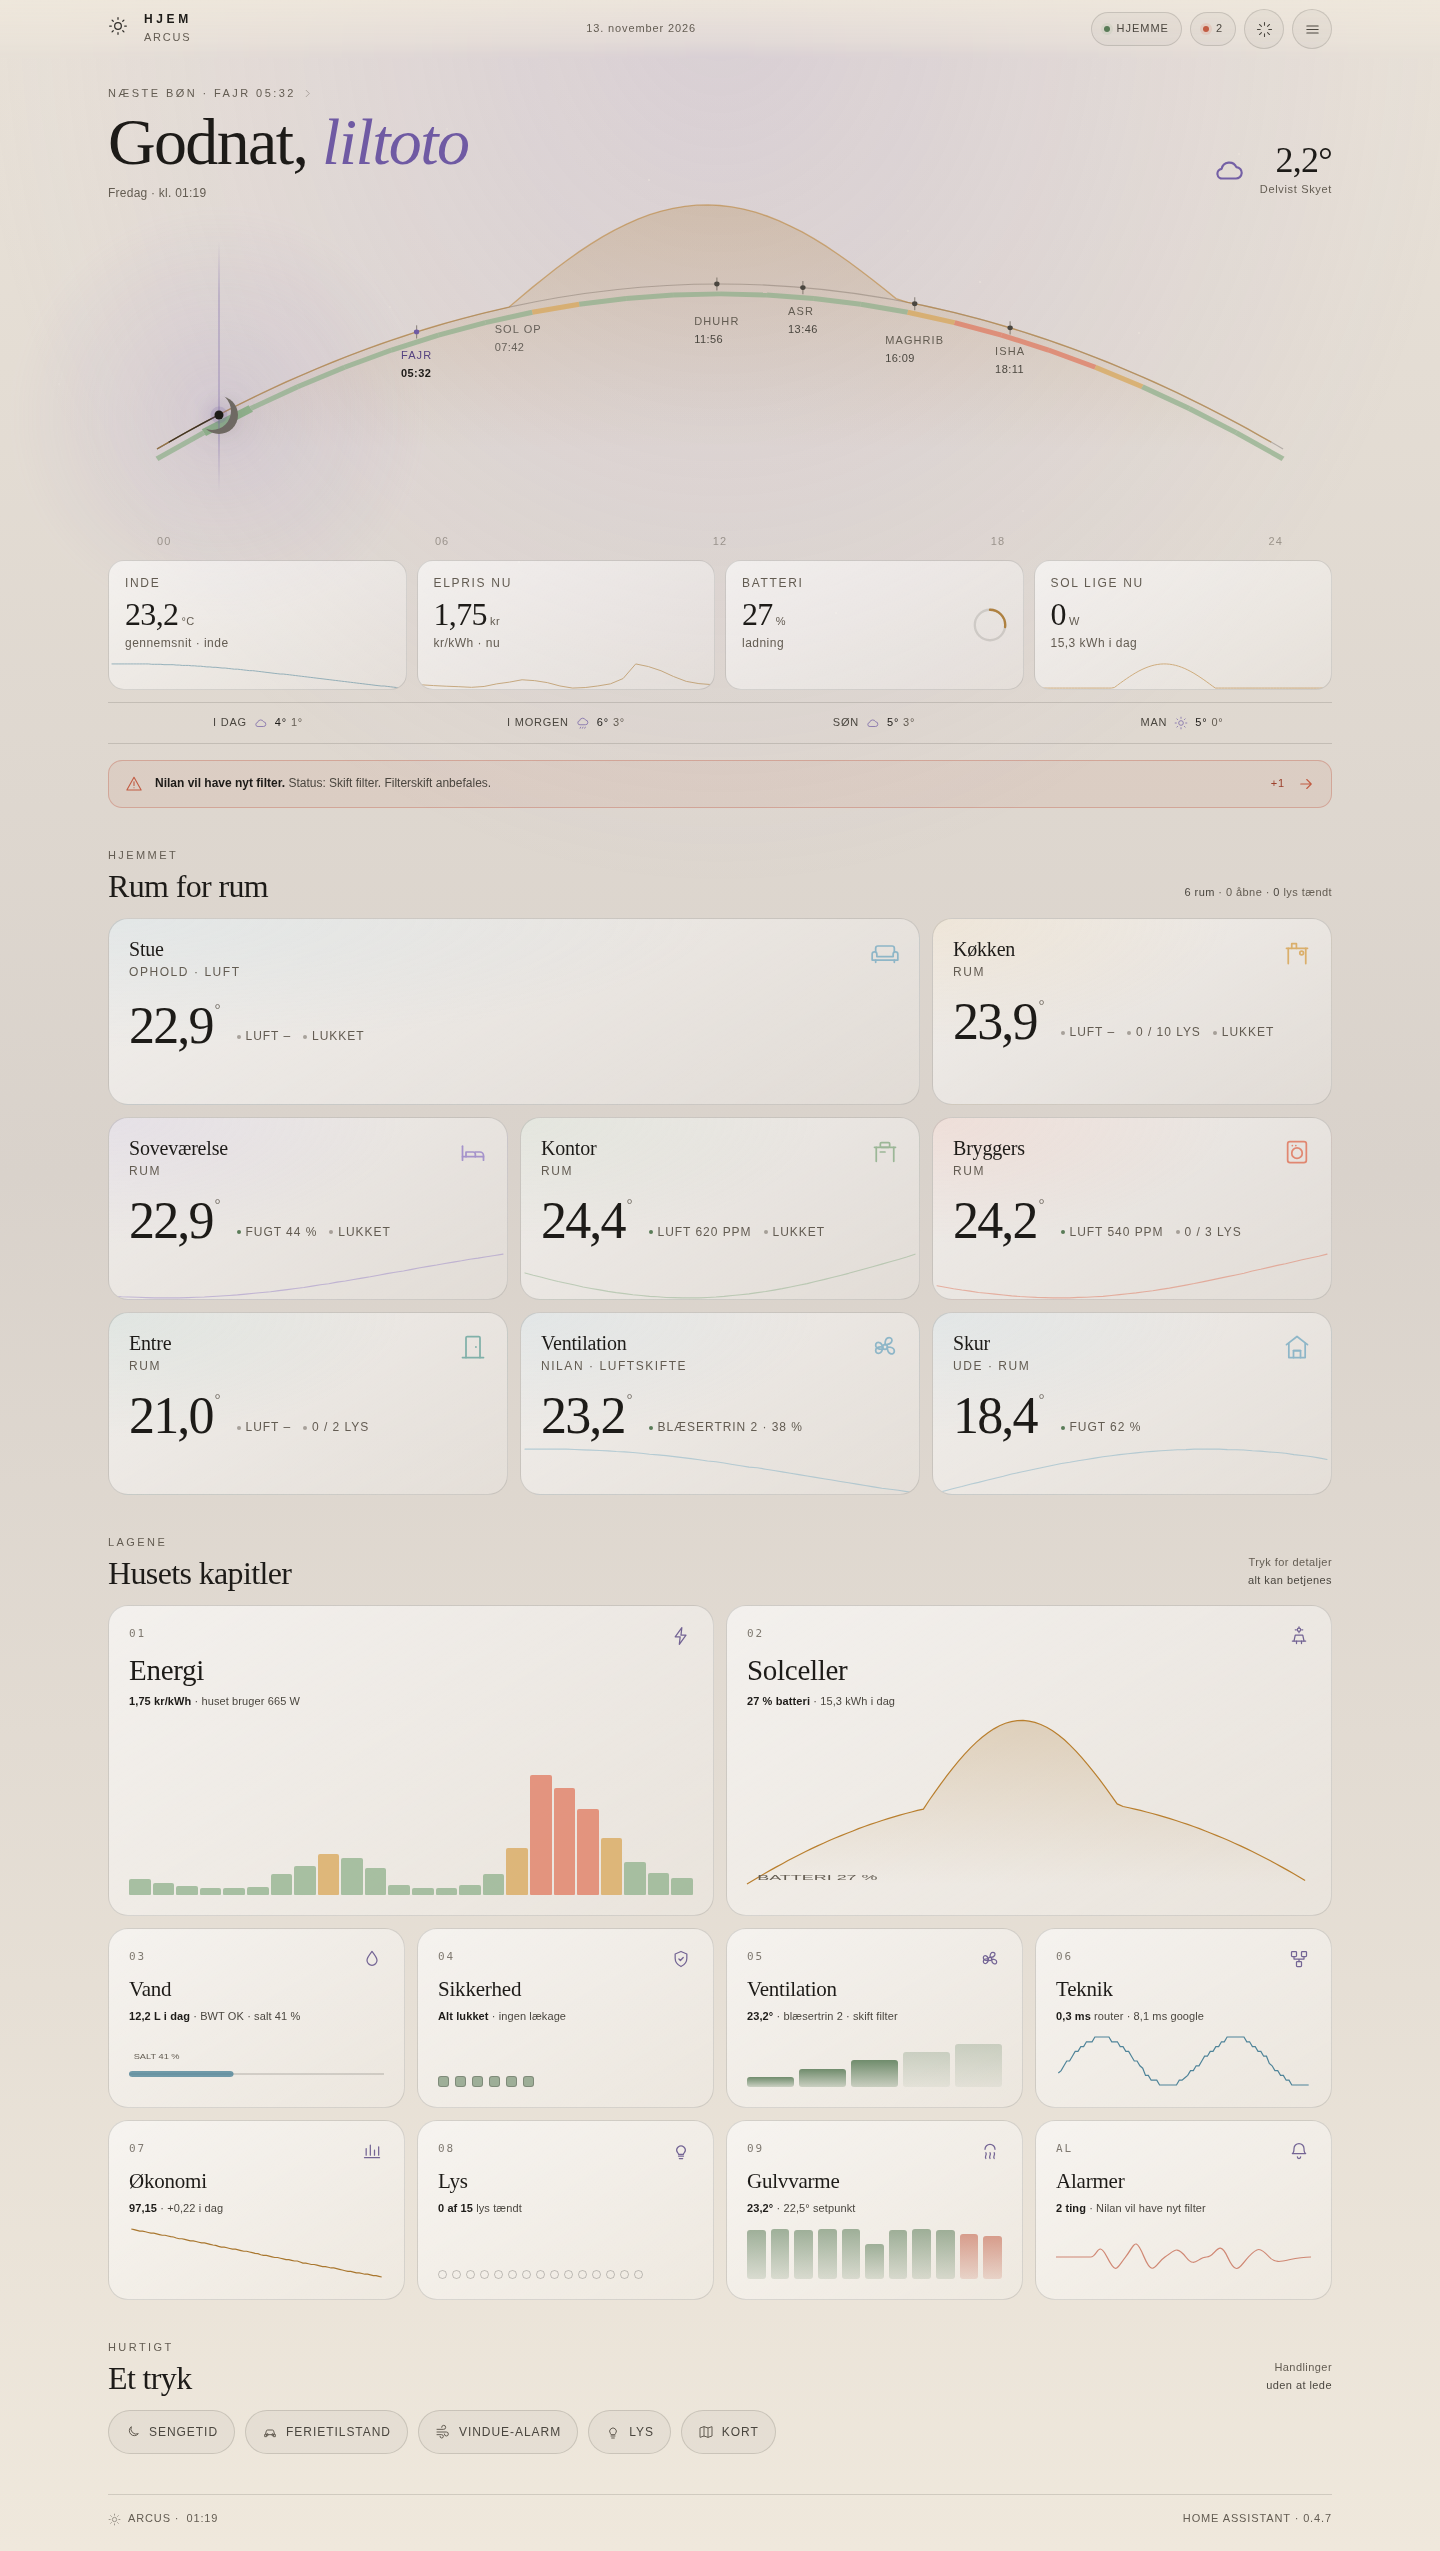 HJEM
ARCUS
13. november 2026
HJEMME
2
NÆSTE BØN · FAJR 05:32
Godnat, liltoto
Fredag · kl. 01:19
2,2°
Delvist Skyet
FAJR
05:32
SOL OP
07:42
DHUHR
11:56
ASR
13:46
MAGHRIB
16:09
ISHA
18:11
00 06 12 18 24
INDE
23,2 °C
gennemsnit · inde
ELPRIS NU
1,75 kr
kr/kWh · nu
BATTERI
27 %
ladning
SOL LIGE NU
0 W
15,3 kWh i dag
I DAG 4° 1°
I MORGEN 6° 3°
SØN 5° 3°
MAN 5° 0°
Nilan vil have nyt filter. Status: Skift filter. Filterskift anbefales.
+1
HJEMMET
Rum for rum
6 rum · 0 åbne · 0 lys tændt
Stue
OPHOLD · LUFT
22,9°
LUFT – LUKKET
Køkken
RUM
23,9°
LUFT – 0 / 10 LYS LUKKET
Soveværelse
RUM
22,9°
FUGT 44 % LUKKET
Kontor
RUM
24,4°
LUFT 620 PPM LUKKET
Bryggers
RUM
24,2°
LUFT 540 PPM 0 / 3 LYS
Entre
RUM
21,0°
LUFT – 0 / 2 LYS
Ventilation
NILAN · LUFTSKIFTE
23,2°
BLÆSERTRIN 2 · 38 %
Skur
UDE · RUM
18,4°
FUGT 62 %
LAGENE
Husets kapitler
Tryk for detaljer
alt kan betjenes
01
Energi
1,75 kr/kWh · huset bruger 665 W
02
Solceller
27 % batteri · 15,3 kWh i dag
BATTERI 27 %
03
Vand
12,2 L i dag · BWT OK · salt 41 %
SALT 41 %
04
Sikkerhed
Alt lukket · ingen lækage
05
Ventilation
23,2° · blæsertrin 2 · skift filter
06
Teknik
0,3 ms router · 8,1 ms google
07
Økonomi
97,15 · +0,22 i dag
08
Lys
0 af 15 lys tændt
09
Gulvvarme
23,2° · 22,5° setpunkt
AL
Alarmer
2 ting · Nilan vil have nyt filter
HURTIGT
Et tryk
Handlinger
uden at lede
SENGETID
FERIETILSTAND
VINDUE-ALARM
LYS
KORT
ARCUS · 01:19
HOME ASSISTANT · 0.4.7